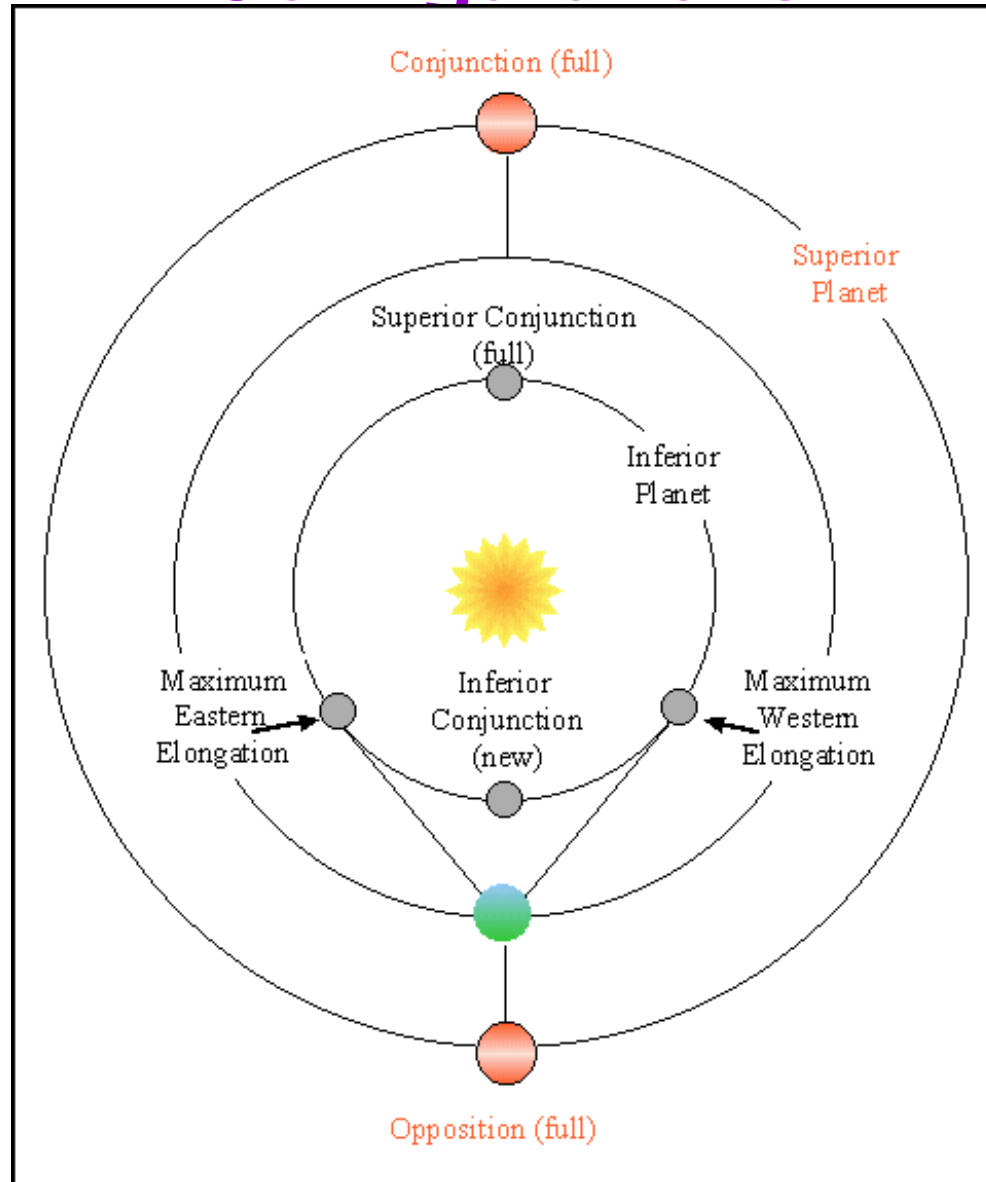 Conjunction (full)
Superior
Planet
Superior Conjunction
(full)
Inferior
Planet
Maximum
Eastern
Elongation
Inferior
Conjunction
(new)
Maximum
Western
Elongation
Opposition (full)